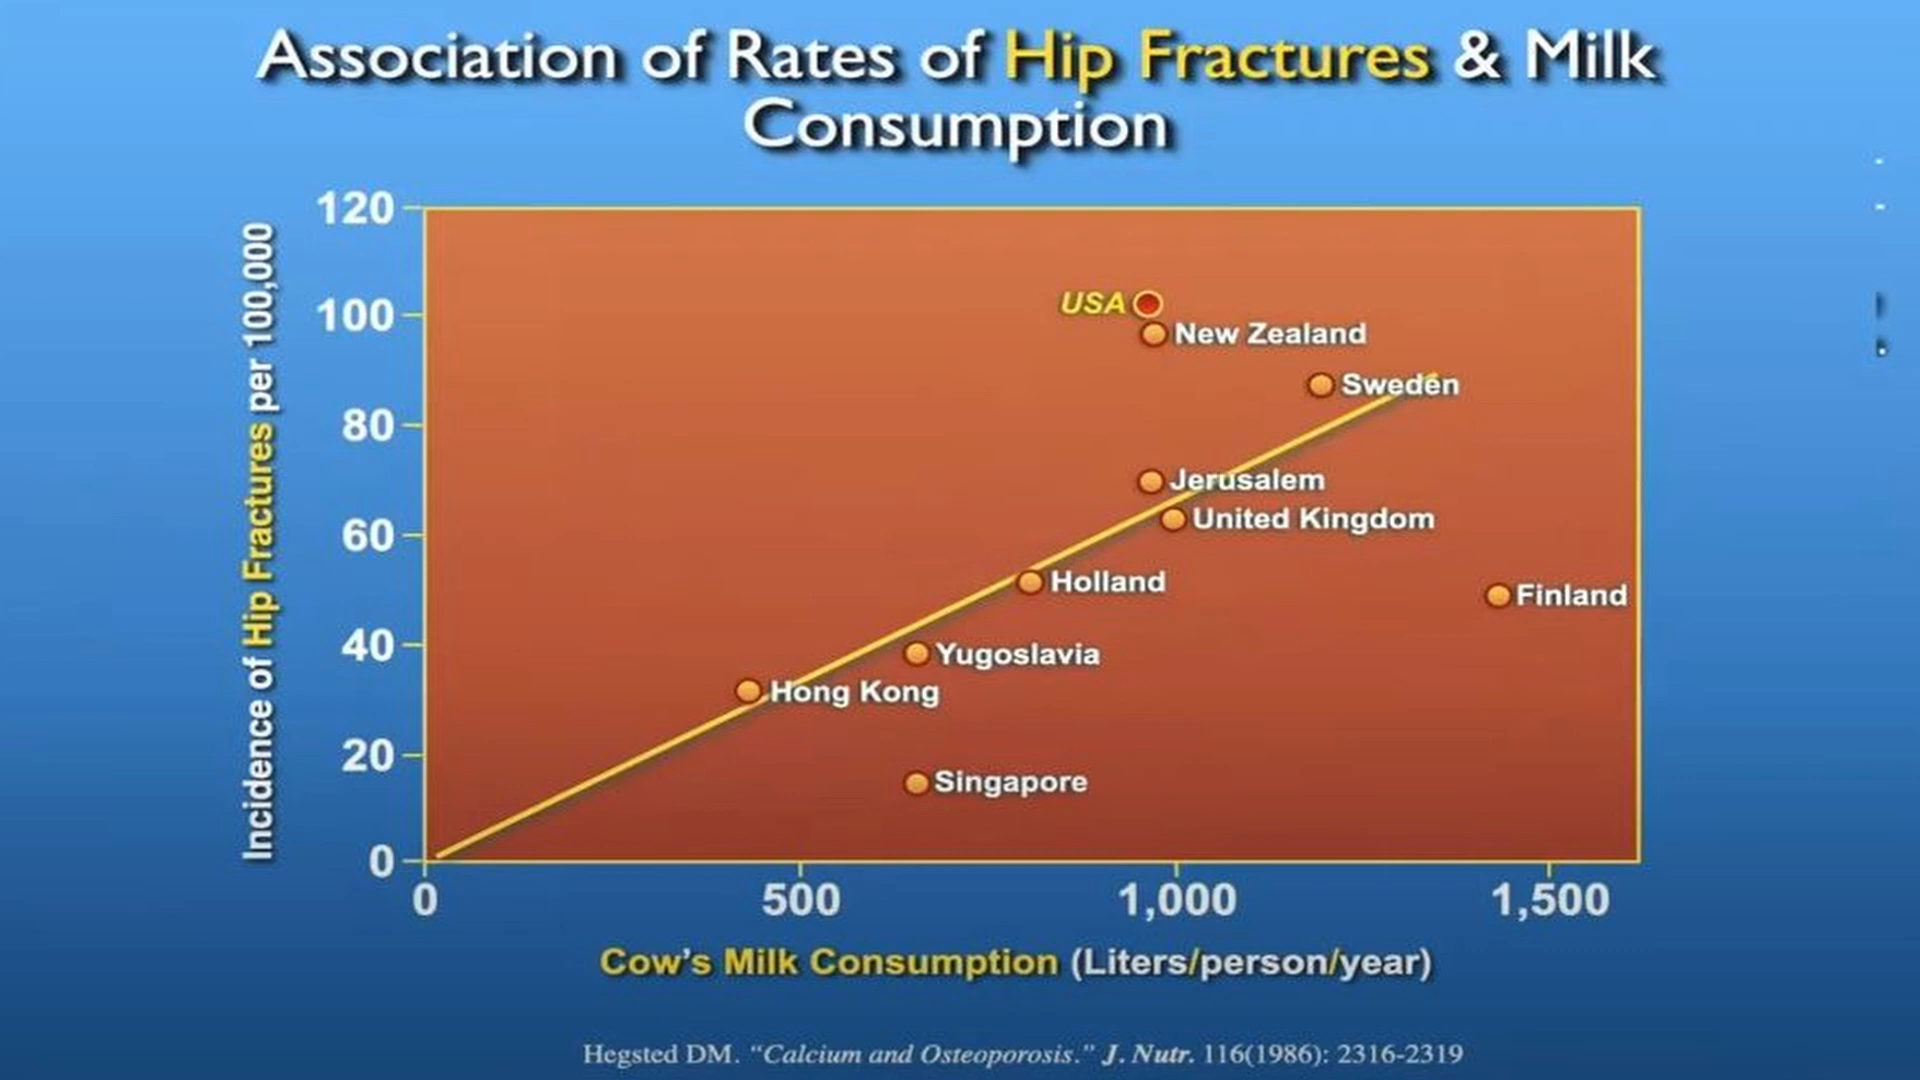 Association of Rates of Hip Fractures & Milk
Consumption
Incidence of Hip Fractures per 100,000
120
100
80
60
40
20
0
USA
New Zealand
Sweden
Jerusalem
United Kingdom
Holland
Finland
Yugoslavia
Hong Kong
Singapore
0
500
1,000
1,500
Cow's Milk Consumption (Liters/person/year)
Hegsted DM. “Calcium and Osteoporosis.” J. Nutr. 116(1986): 2316-2319